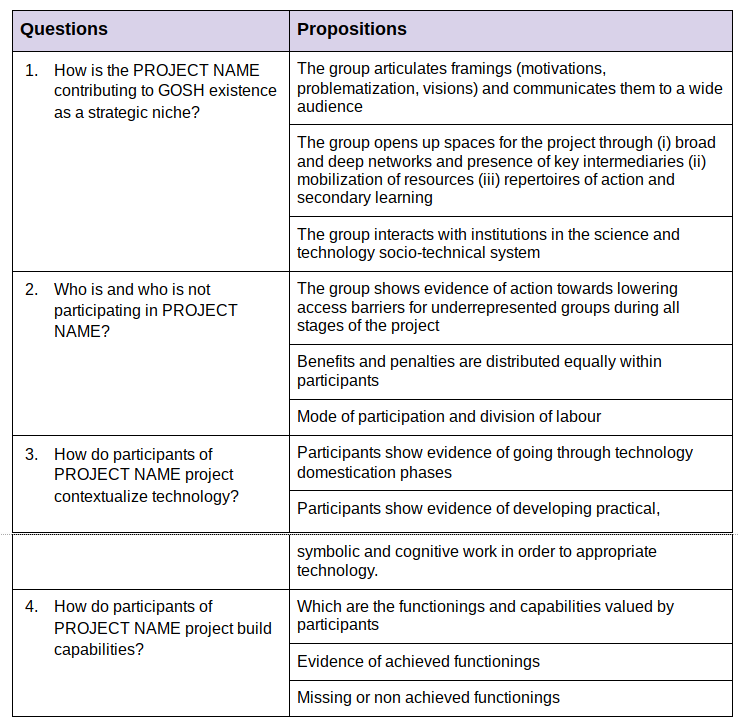 Questions
Propositions
1. How is the PROJECT NAME
contributing to GOSH existence
as a strategic niche?
The group articulates framings (motivations,
problematization, visions) and communicates them to a wide
audience
The group opens up spaces for the project through (i) broad
and deep networks and presence of key intermediaries (ii)
mobilization of resources (iii) repertoires of action and
secondary learning
The group interacts with institutions in the science and
technology socio-technical system
2. Who is and who is not
participating in PROJECT
NAME?
The group shows evidence of action towards lowering
access barriers for underrepresented groups during all
stages of the project
Benefits and penalties are distributed equally within
participants
Mode of participation and division of labour
3. How do participants of
PROJECT NAME project
contextualize technology?
Participants show evidence of going through technology
domestication phases
Participants show evidence of developing practical,
symbolic and cognitive work in order to appropriate
technology.
4. How do participants of
PROJECT NAME project build
capabilities?
Which are the functionings and capabilities valued by
participants
Evidence of achieved functionings
Missing or non achieved functionings